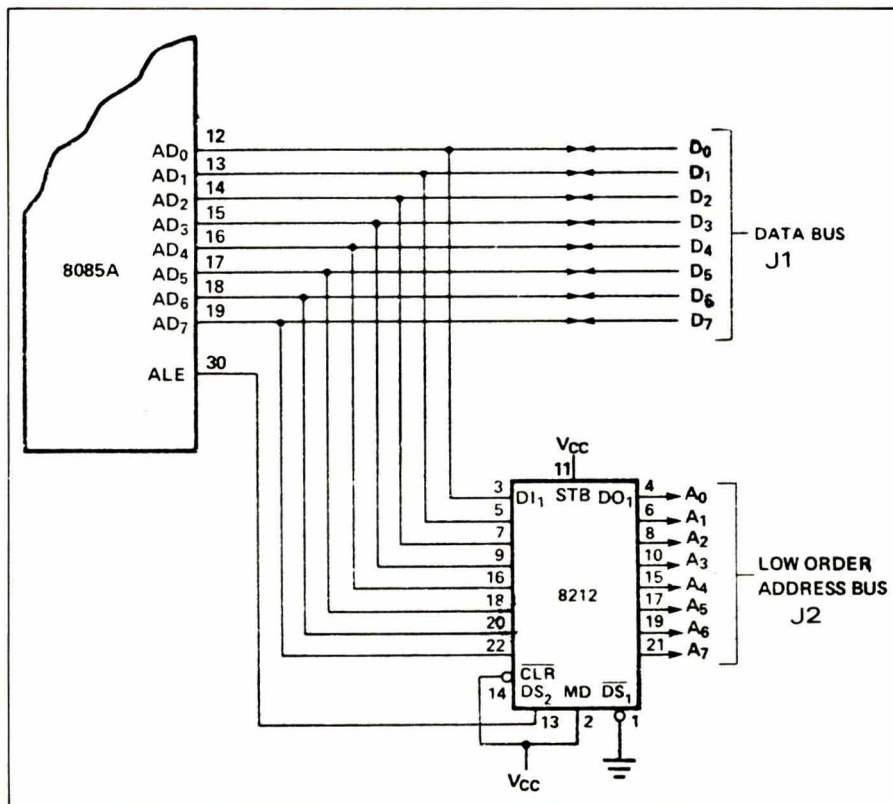 12
AD0
D0
13
AD1
D1
14
AD2
D2
15
AD3
D3
16
AD4
D4
DATA BUS
J1
8085A
17
AD5
D5
18
AD6
D6
19
AD7
D7
30
ALE
VCC
11
3
DI1
STB
DO1
4
A0
5
6
A1
7
8
A2
9
10
A3
LOW ORDER
ADDRESS BUS
J2
16
8212
15
A4
18
17
A5
20
19
A6
22
21
A7
CLR
14
DS2
MD
DS1
13
2
1
VCC